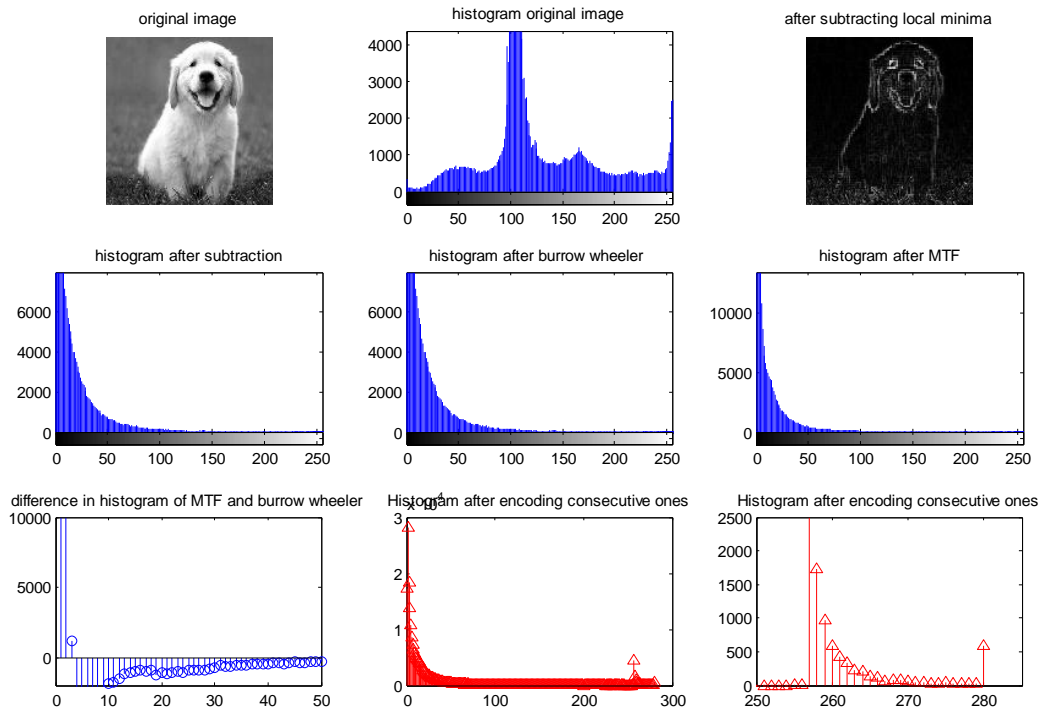 original image
histogram original image
after subtracting local minima
4000
3000
2000
1000
0
0 50 100 150 200 250
histogram after subtraction
histogram after burrow wheeler
histogram after MTF
6000
4000
2000
0
0 50 100 150 200 250
6000
4000
2000
0
0 50 100 150 200 250
10000
5000
0
0 50 100 150 200 250
difference in histogram of MTF and burrow wheeler
Histogram after encoding consecutive ones
Histogram after encoding consecutive ones
10000
5000
0
0 10 20 30 40 50
x 10^4
3
2
1
0
0 100 200 300
2500
2000
1500
1000
500
0
250 260 270 280